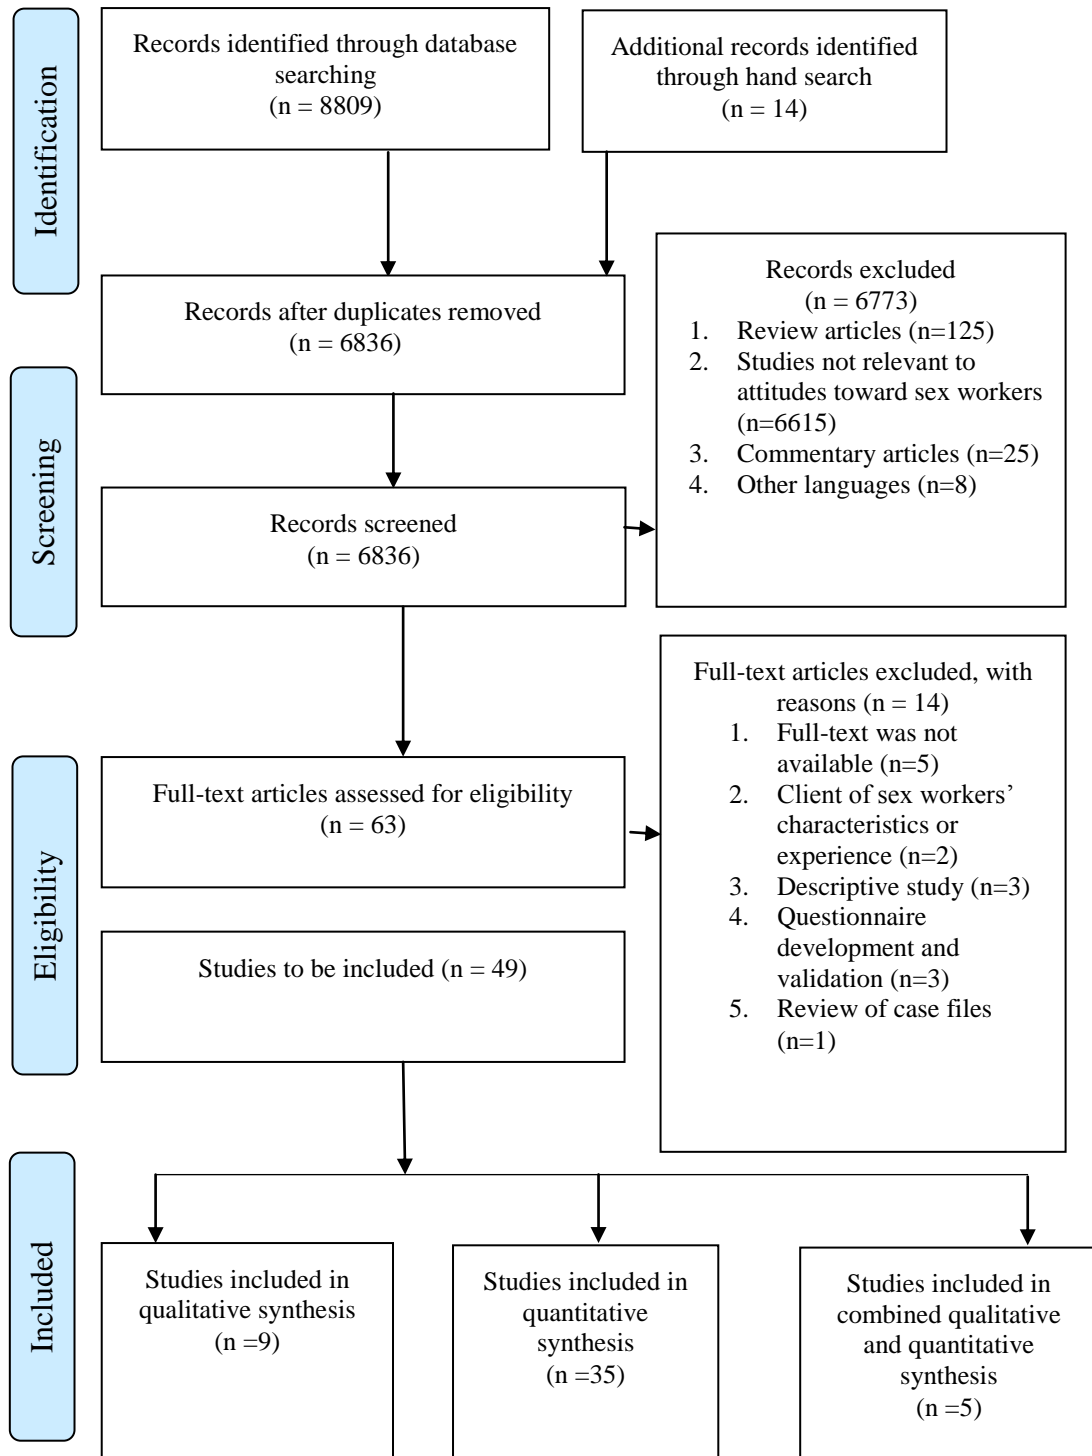 Identification
Records identified through database
searching
(n = 8809)
Additional records identified
through hand search
(n = 14)
Records after duplicates removed
(n = 6836)
Screening
Records screened
(n = 6836)
Records excluded
(n = 6773)
1. Review articles (n=125)
2. Studies not relevant to
attitudes toward sex workers
(n=6615)
3. Commentary articles (n=25)
4. Other languages (n=8)
Eligibility
Full-text articles assessed for eligibility
(n = 63)
Full-text articles excluded, with
reasons (n = 14)
1. Full-text was not
available (n=5)
2. Client of sex workers’
characteristics or
experience (n=2)
3. Descriptive study (n=3)
4. Questionnaire
development and
validation (n=3)
5. Review of case files
(n=1)
Studies to be included (n = 49)
Included
Studies included in
qualitative synthesis
(n =9)
Studies included in
quantitative
synthesis
(n =35)
Studies included in
combined qualitative
and quantitative
synthesis
(n =5)